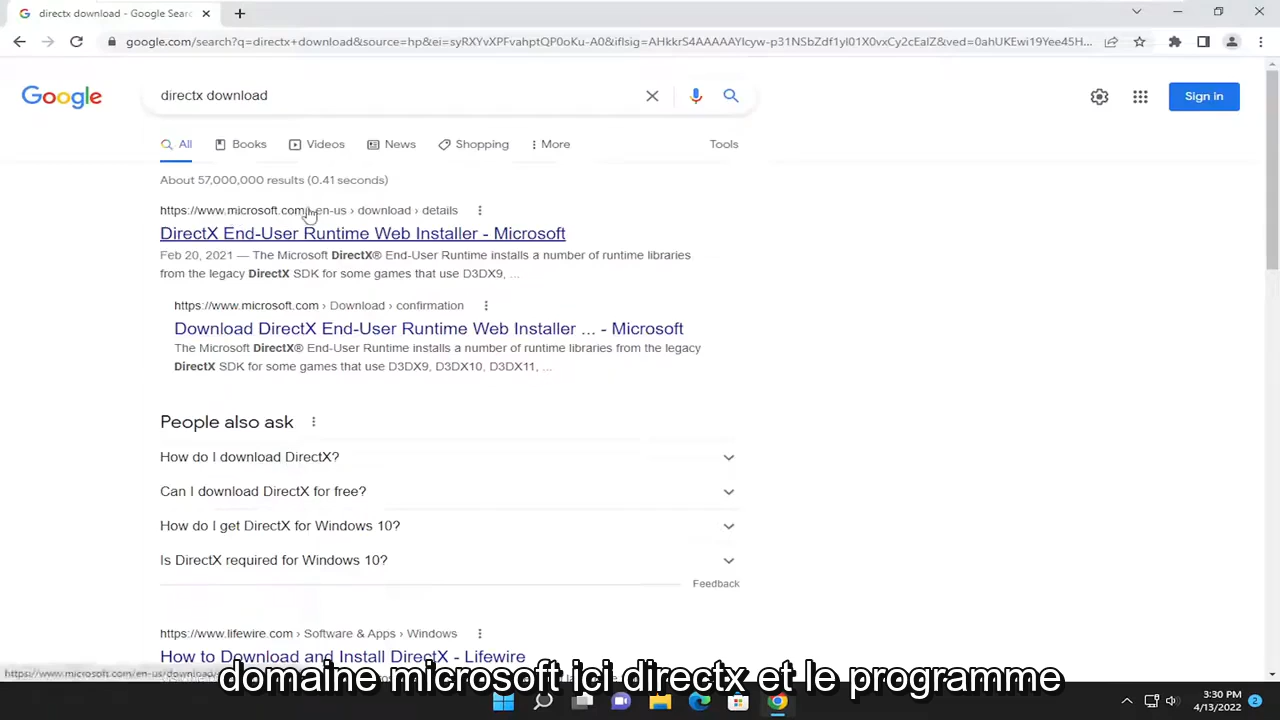 directx download - Google Sear
google.com/search?q=directx+download&source=hp&ei=syRXYvXPFvahptQP0oKu-A0&iflsig=AHkkrS4AAAAAYlcyw-p31NSbZdf1yl01X0vxCy2cEalZ&ved=0ahUKEwi19Yee45H...
Google
directx download
Sign in
All
Books
Videos
News
Shopping
More
Tools
About 57,000,000 results (0.41 seconds)
https://www.microsoft.com › en-us › download › details
DirectX End-User Runtime Web Installer - Microsoft
Feb 20, 2021 — The Microsoft DirectX® End-User Runtime installs a number of runtime libraries
from the legacy DirectX SDK for some games that use D3DX9, ...
https://www.microsoft.com › Download › confirmation
Download DirectX End-User Runtime Web Installer ... - Microsoft
The Microsoft DirectX® End-User Runtime installs a number of runtime libraries from the legacy
DirectX SDK for some games that use D3DX9, D3DX10, D3DX11, ...
People also ask
How do I download DirectX?
Can I download DirectX for free?
How do I get DirectX for Windows 10?
Is DirectX required for Windows 10?
Feedback
https://www.lifewire.com › Software & Apps › Windows
How to Download and Install DirectX - Lifewire
https://www.microsoft.com/en-us/download/
domaine microsoft ici directx et le programme
3:30 PM
4/13/2022
2